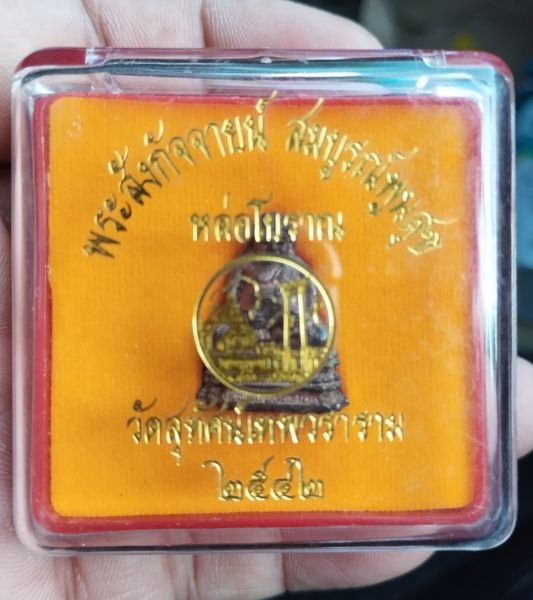 พระสังกัจจายน์ สมบูรณ์พูนสุข
หล่อโบราณ
วัดสุทัศน์เทพวราราม
๒๕๔๒